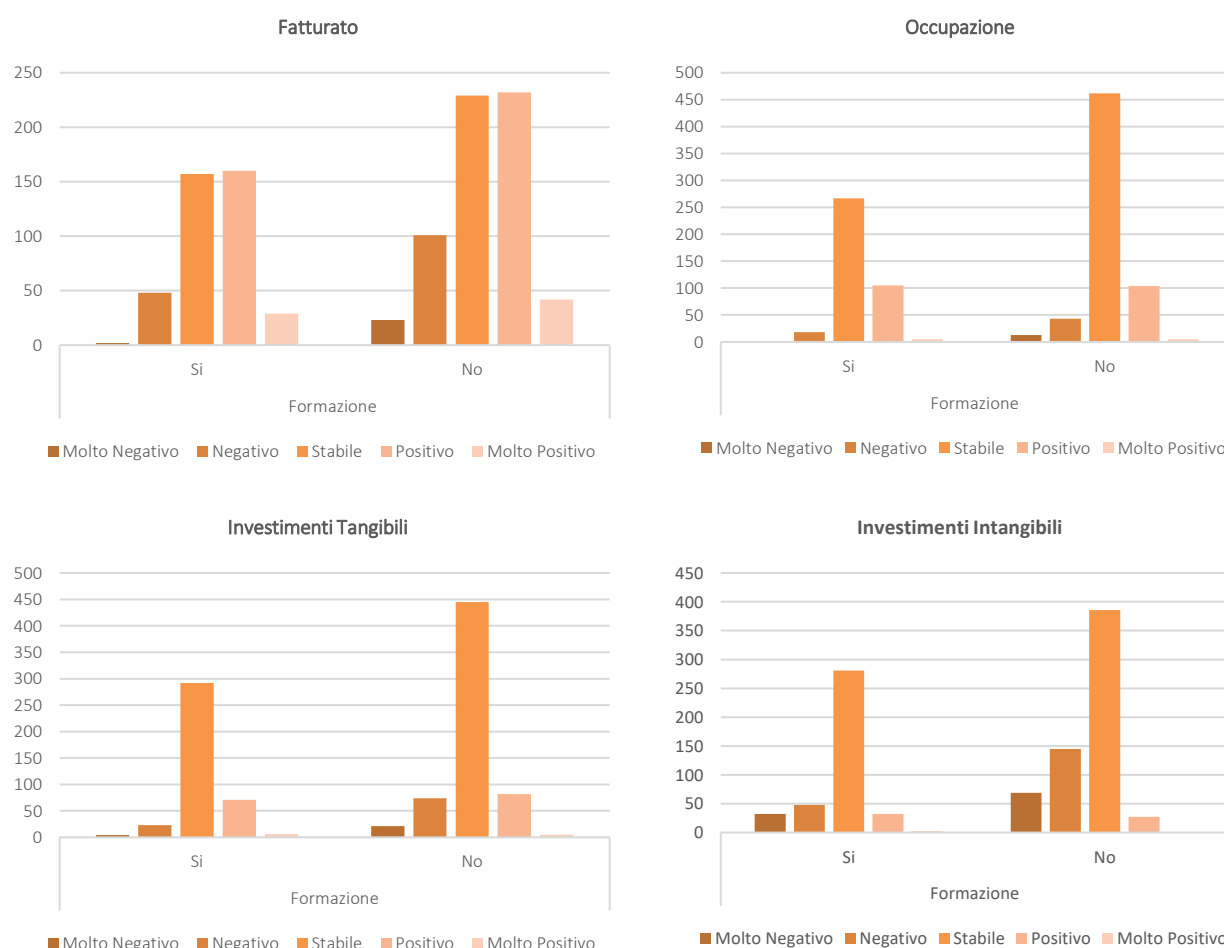 Fatturato
250
200
150
100
50
0
Si No
Formazione
Molto Negativo Negativo Stabile Positivo Molto Positivo
Occupazione
500
450
400
350
300
250
200
150
100
50
0
Si No
Formazione
Molto Negativo Negativo Stabile Positivo Molto Positivo
Investimenti Tangibili
500
450
400
350
300
250
200
150
100
50
0
Si No
Formazione
Molto Negativo Negativo Stabile Positivo Molto Positivo
Investimenti Intangibili
450
400
350
300
250
200
150
100
50
0
Si No
Formazione
Molto Negativo Negativo Stabile Positivo Molto Positivo